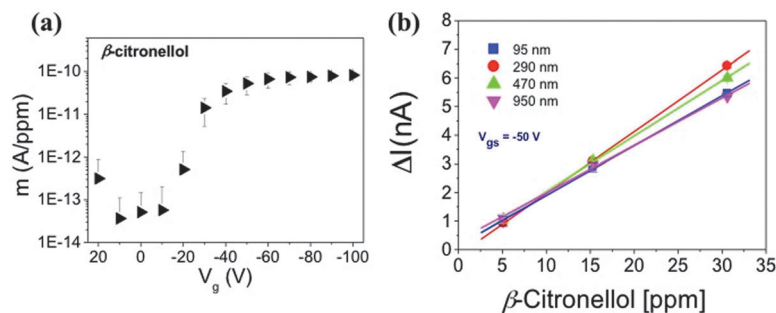 (a)
β-citronellol
1E-10
1E-11
1E-12
1E-13
1E-14
m (A/ppm)
20 0 -20 -40 -60 -80 -100
V_g (V)
(b)
95 nm
290 nm
470 nm
950 nm
V_gs = -50 V
8
7
6
5
4
3
2
1
0
ΔI(nA)
0 5 10 15 20 25 30 35
β-Citronellol [ppm]